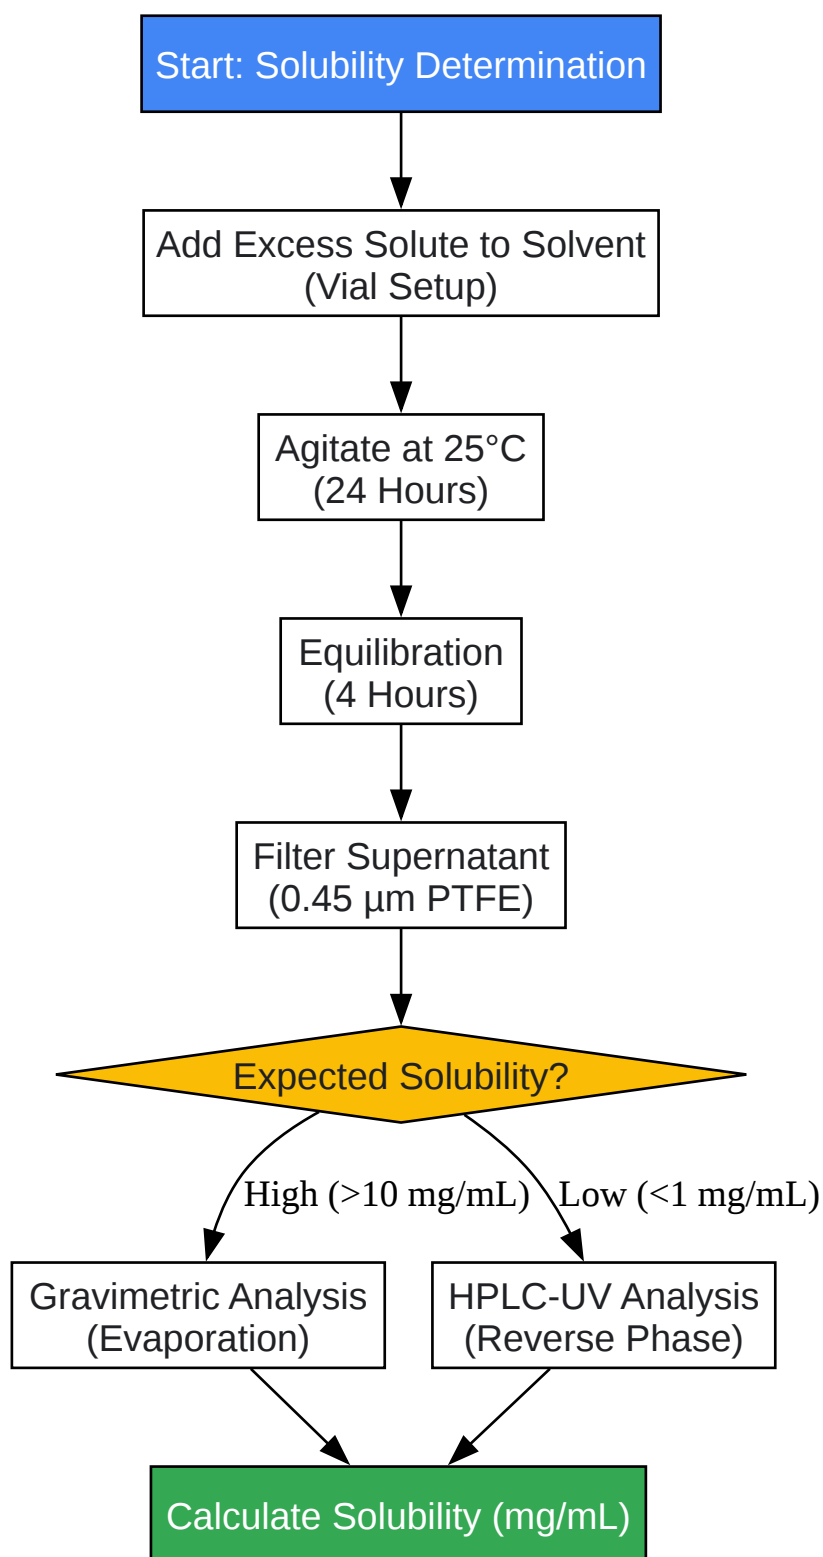 Start: Solubility Determination
Add Excess Solute to Solvent
(Vial Setup)
Agitate at 25°C
(24 Hours)
Equilibration
(4 Hours)
Filter Supernatant
(0.45 µm PTFE)
Expected Solubility?
High (>10 mg/mL)
Low (<1 mg/mL)
Gravimetric Analysis
(Evaporation)
HPLC-UV Analysis
(Reverse Phase)
Calculate Solubility (mg/mL)